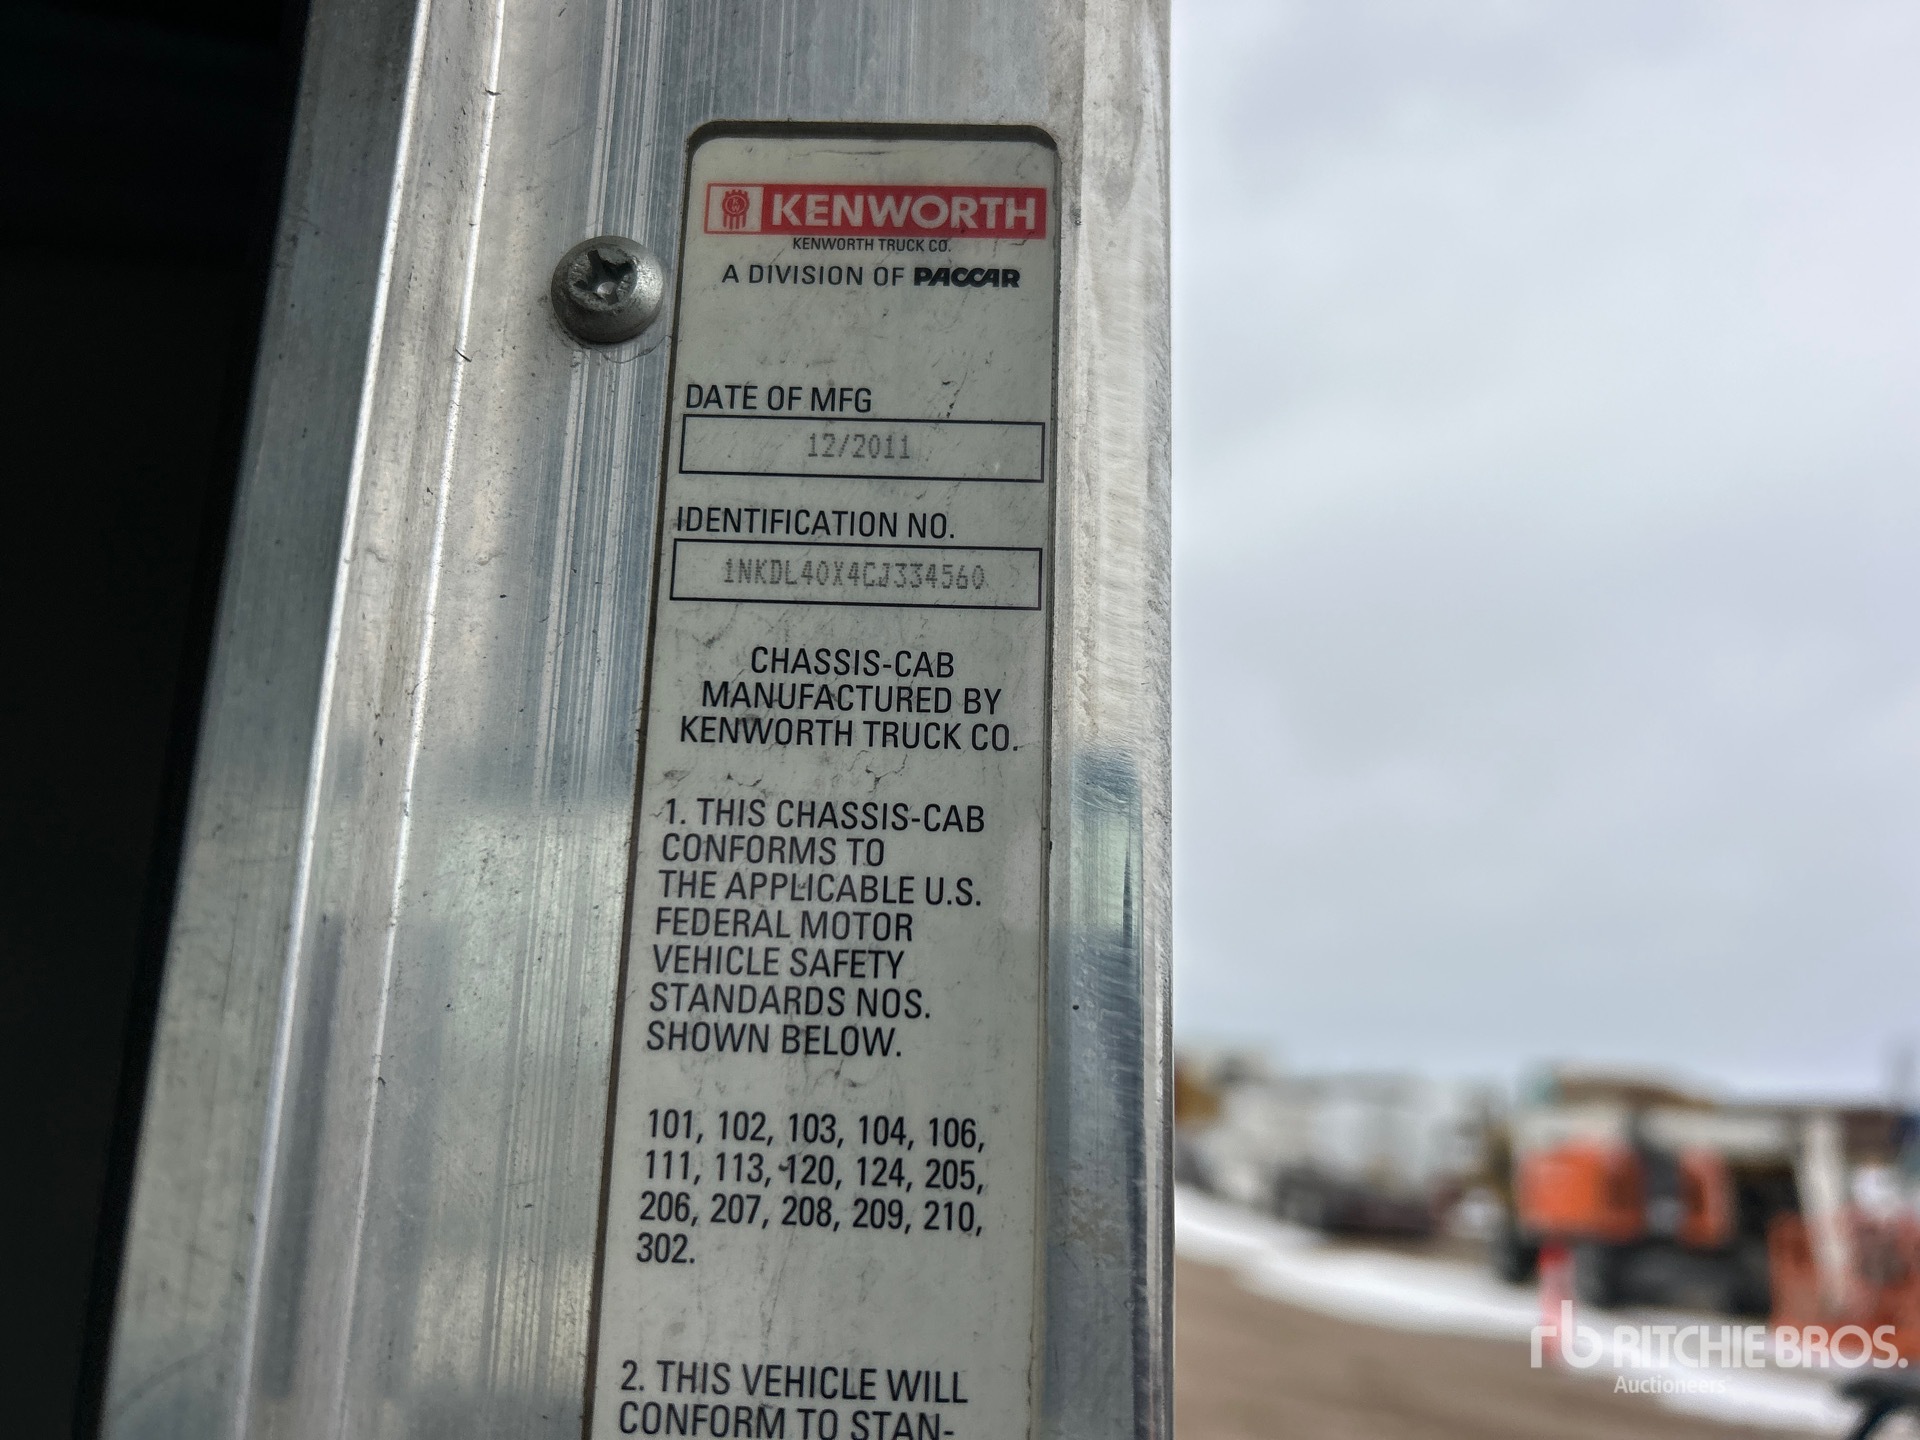 KENWORTH
KENWORTH TRUCK CO.
A DIVISION OF PACCAR
DATE OF MFG
12/2011
IDENTIFICATION NO.
1NKDL40X4CJ334560
CHASSIS-CAB
MANUFACTURED BY
KENWORTH TRUCK CO.
1. THIS CHASSIS-CAB
CONFORMS TO
THE APPLICABLE U.S.
FEDERAL MOTOR
VEHICLE SAFETY
STANDARDS NOS.
SHOWN BELOW.
101, 102, 103, 104, 106,
111, 113, 120, 124, 205,
206, 207, 208, 209, 210,
302.
2. THIS VEHICLE WILL
CONFORM TO STAN-
rb RITCHIE BROS.
Auctioneers